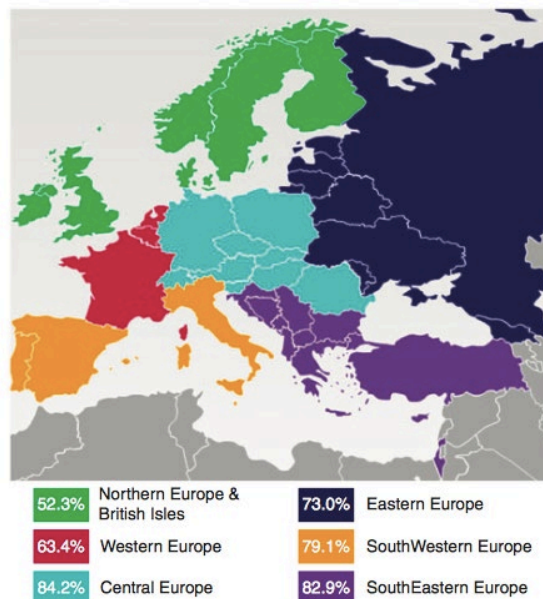 52.3% Northern Europe &
British Isles
73.0% Eastern Europe
63.4% Western Europe
79.1% SouthWestern Europe
84.2% Central Europe
82.9% SouthEastern Europe